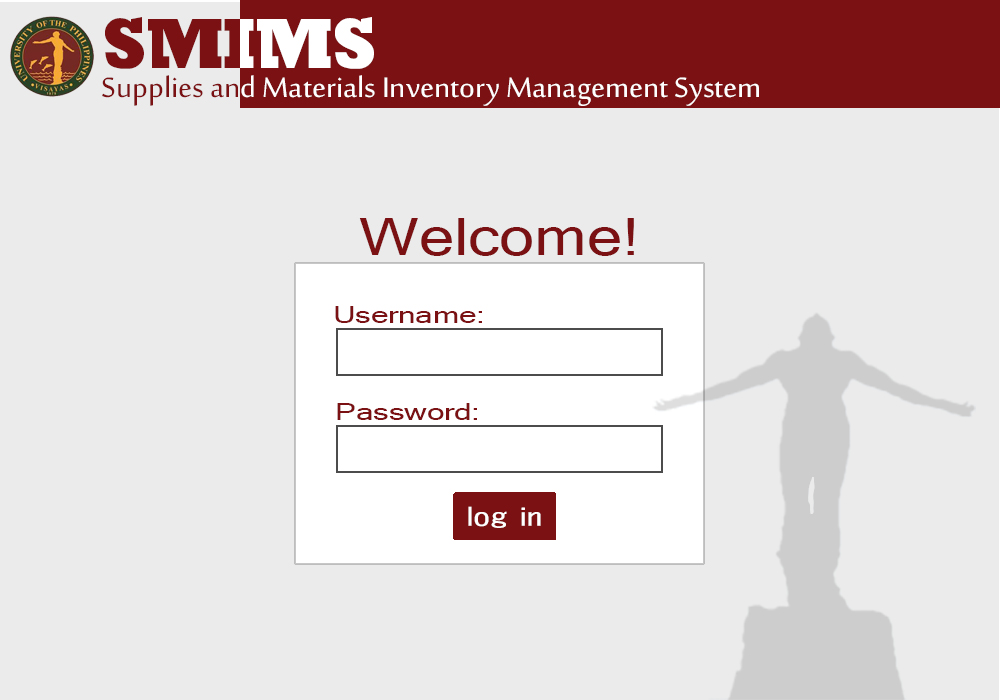 UNIVERSITY OF THE PHILIPPINES
• VISAYAS •
SMIMS
Supplies and Materials Inventory Management System
Welcome!
Username:
Password:
log in